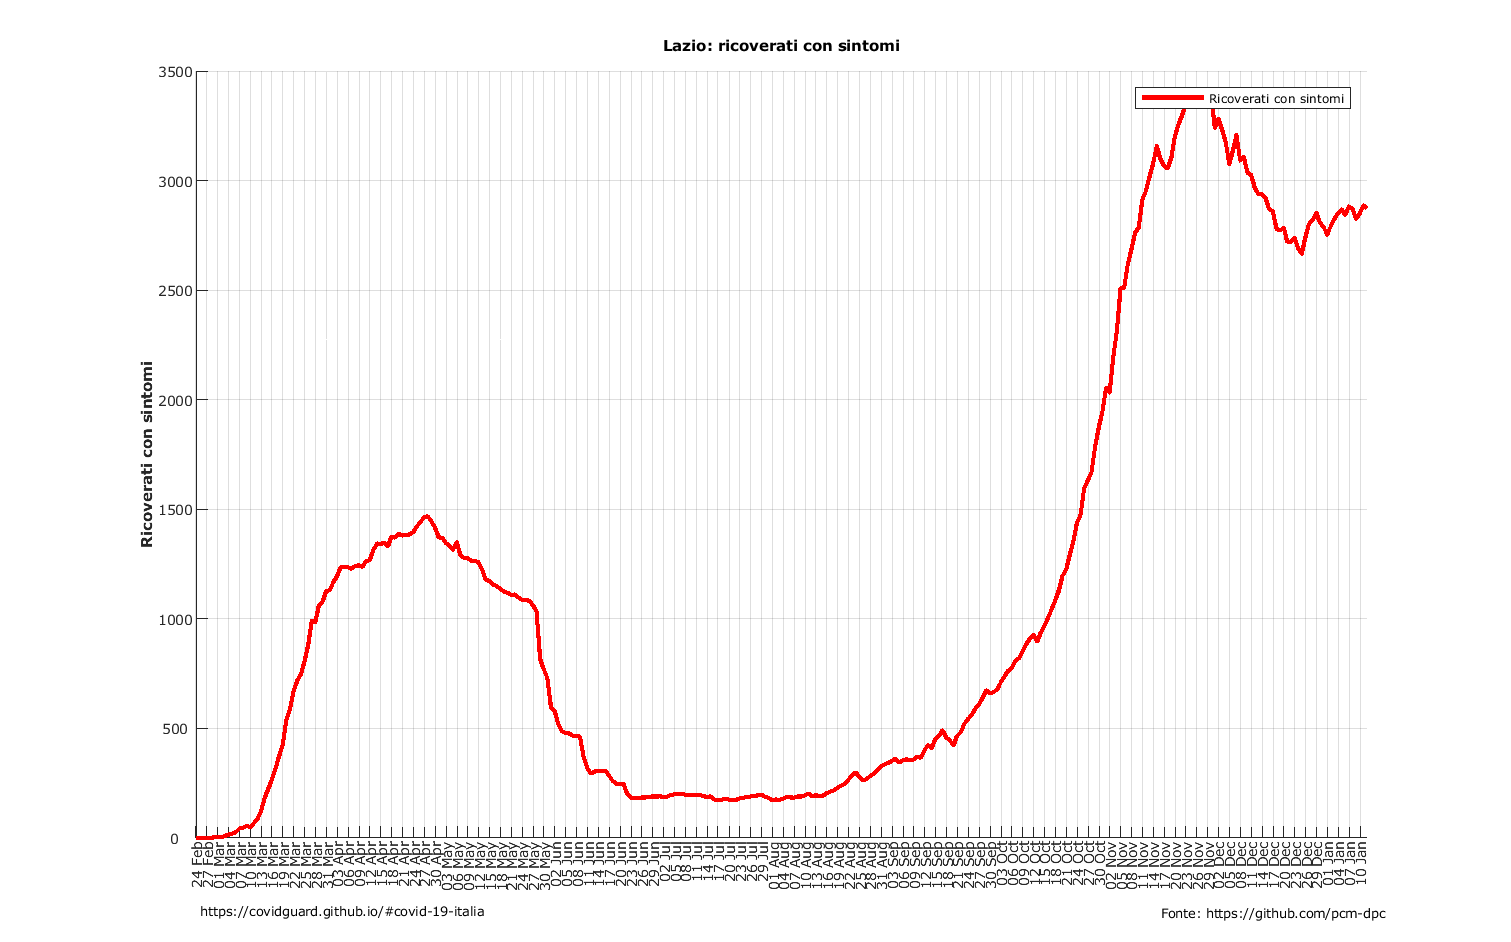 Lazio: ricoverati con sintomi
Ricoverati con sintomi
3500
3000
2500
2000
1500
1000
500
0
Ricoverati con sintomi
24 Feb
27 Feb
01 Mar
04 Mar
07 Mar
10 Mar
13 Mar
16 Mar
19 Mar
22 Mar
25 Mar
28 Mar
31 Mar
03 Apr
06 Apr
09 Apr
12 Apr
15 Apr
18 Apr
21 Apr
24 Apr
27 Apr
30 Apr
03 May
06 May
09 May
12 May
15 May
18 May
21 May
24 May
27 May
30 May
02 Jun
05 Jun
08 Jun
11 Jun
14 Jun
17 Jun
20 Jun
23 Jun
26 Jun
29 Jun
02 Jul
05 Jul
08 Jul
11 Jul
14 Jul
17 Jul
20 Jul
23 Jul
26 Jul
29 Jul
01 Aug
04 Aug
07 Aug
10 Aug
13 Aug
16 Aug
19 Aug
22 Aug
25 Aug
28 Aug
31 Aug
03 Sep
06 Sep
09 Sep
12 Sep
15 Sep
18 Sep
21 Sep
24 Sep
27 Sep
30 Sep
03 Oct
06 Oct
09 Oct
12 Oct
15 Oct
18 Oct
21 Oct
24 Oct
27 Oct
30 Oct
02 Nov
05 Nov
08 Nov
11 Nov
14 Nov
17 Nov
20 Nov
23 Nov
26 Nov
29 Nov
02 Dec
05 Dec
08 Dec
11 Dec
14 Dec
17 Dec
20 Dec
23 Dec
26 Dec
29 Dec
01 Jan
04 Jan
07 Jan
10 Jan
https://covidguard.github.io/#covid-19-italia
Fonte: https://github.com/pcm-dpc